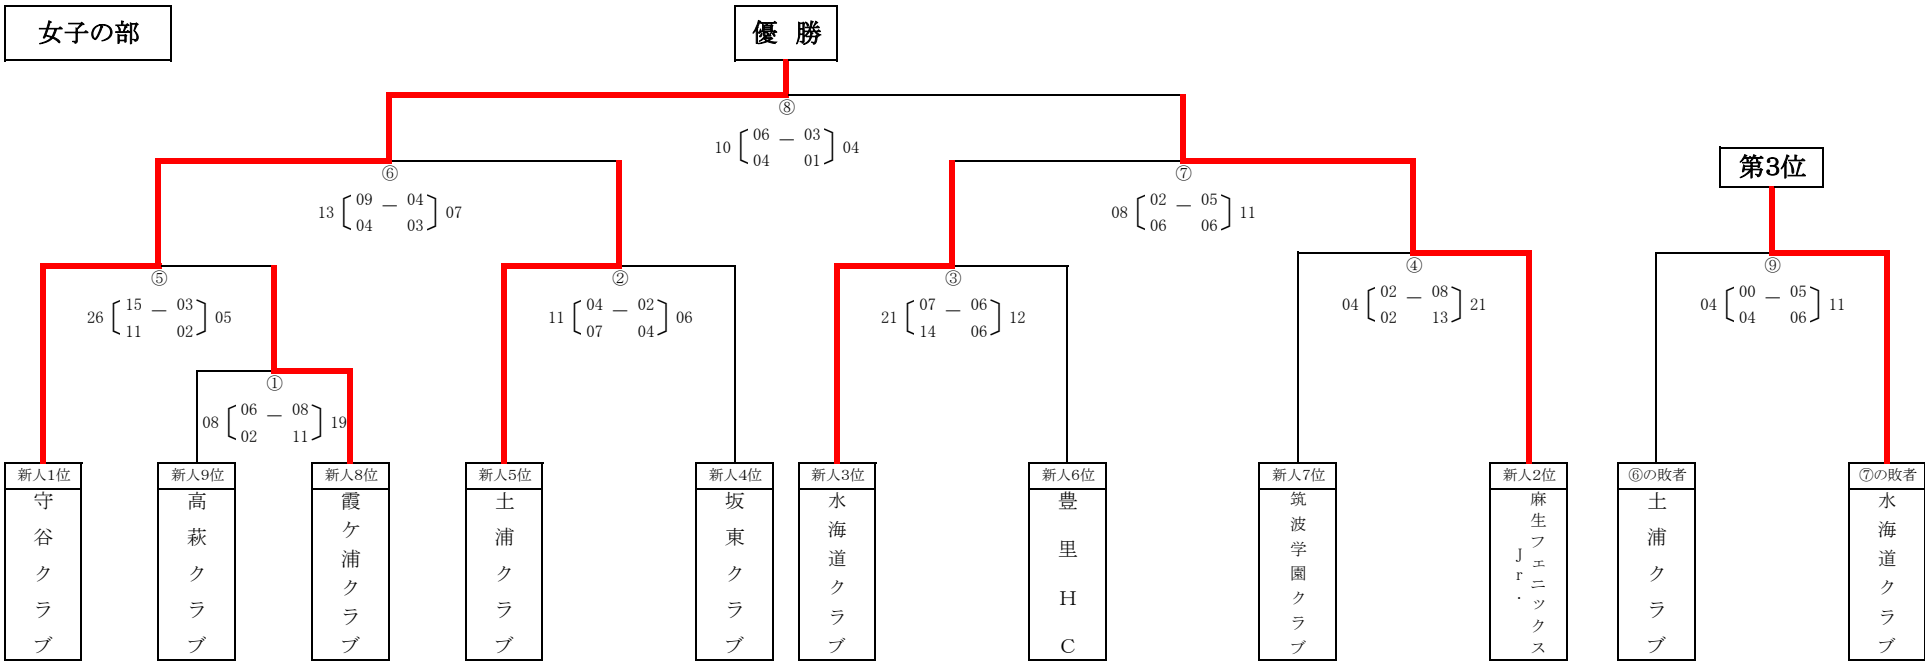 女子の部
優 勝
⑧
10 06 － 03 04
04 01
⑥
13 09 － 04 07
04 03
⑦
08 02 － 05 11
06 06
第3位
⑤
26 15 － 03 05
11 02
②
11 04 － 02 06
07 04
③
21 07 － 06 12
14 06
④
04 02 － 08 21
02 13
⑨
04 00 － 05 11
04 06
①
08 06 － 08 19
02 11
新人1位
守谷クラブ
新人9位
高萩クラブ
新人8位
霞ケ浦クラブ
新人5位
土浦クラブ
新人4位
坂東クラブ
新人3位
水海道クラブ
新人6位
豊里HC
新人7位
筑波学園クラブ
新人2位
麻生フェニックス
Jr.
⑥の敗者
土浦クラブ
⑦の敗者
水海道クラブ